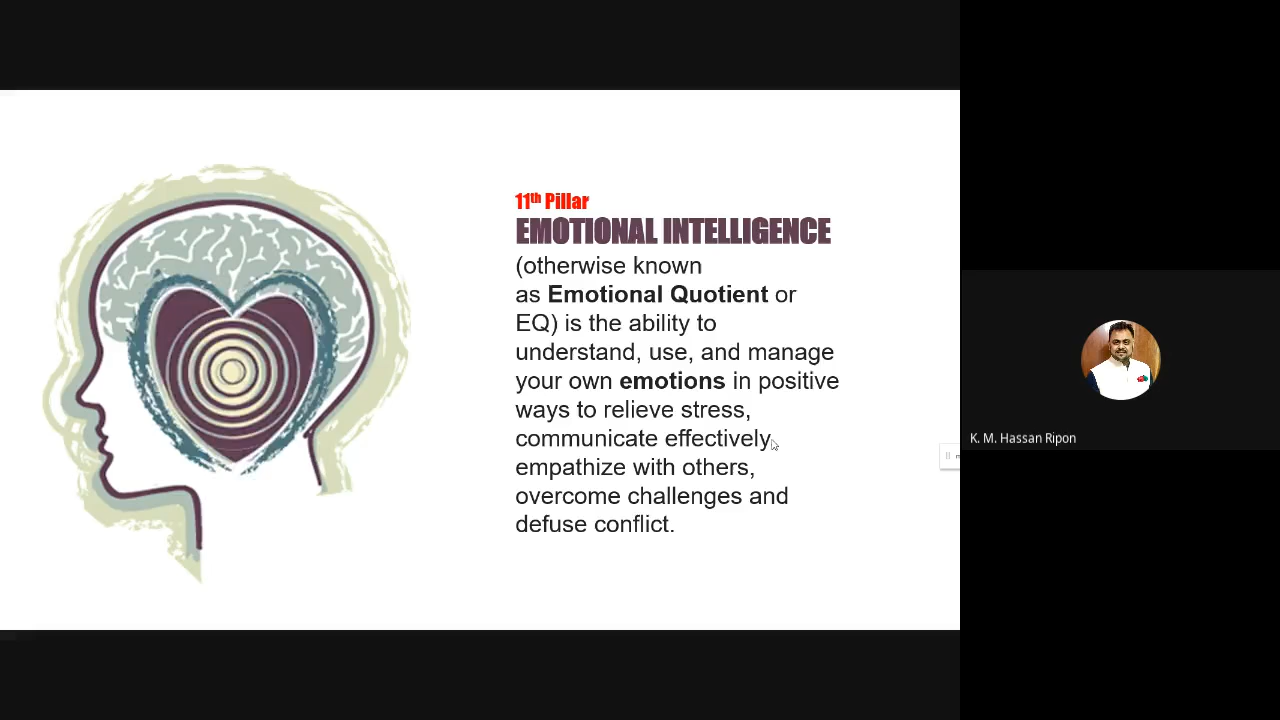 11th Pillar
EMOTIONAL INTELLIGENCE
(otherwise known
as Emotional Quotient or
EQ) is the ability to
understand, use, and manage
your own emotions in positive
ways to relieve stress,
communicate effectively,
empathize with others,
overcome challenges and
defuse conflict.
K. M. Hassan Ripon